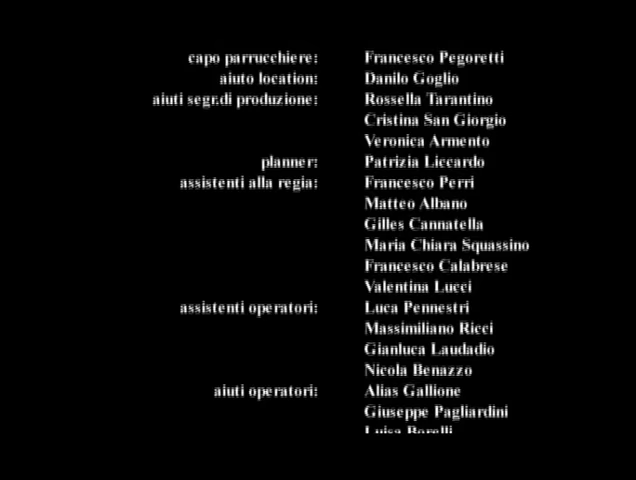 capo parrucchiere: Francesco Pegoretti
aiuto location: Danilo Goglio
aiuti segr.di produzione: Rossella Tarantino
Cristina San Giorgio
Veronica Armento
planner: Patrizia Liccardo
assistenti alla regia: Francesco Perri
Matteo Albano
Gilles Cannatella
Maria Chiara Squassino
Francesco Calabrese
Valentina Lucci
assistenti operatori: Luca Pennestri
Massimiliano Ricci
Gianluca Laudadio
Nicola Benazzo
aiuti operatori: Alias Gallione
Giuseppe Pagliardini
Luisa Borelli